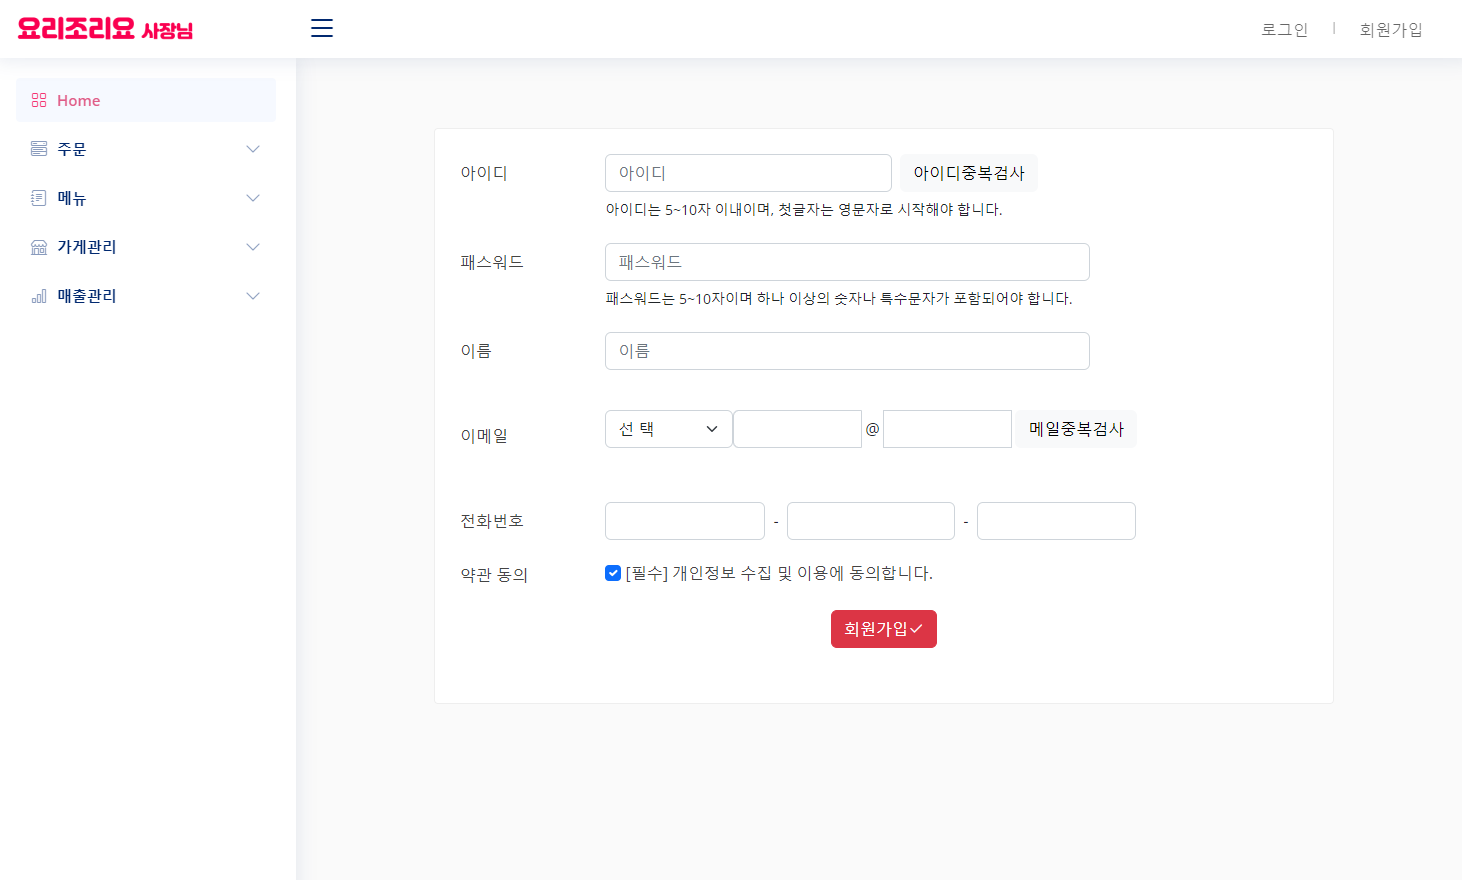 요리조리요 사장님
로그인 | 회원가입
Home
주문
메뉴
가게관리
매출관리
아이디 아이디 아이디중복검사
아이디는 5~10자 이내이며, 첫글자는 영문자로 시작해야 합니다.
패스워드 패스워드
패스워드는 5~10자이며 하나 이상의 숫자나 특수문자가 포함되어야 합니다.
이름 이름
이메일 선 택 @ 메일중복검사
전화번호 - -
약관 동의 [필수] 개인정보 수집 및 이용에 동의합니다.
회원가입